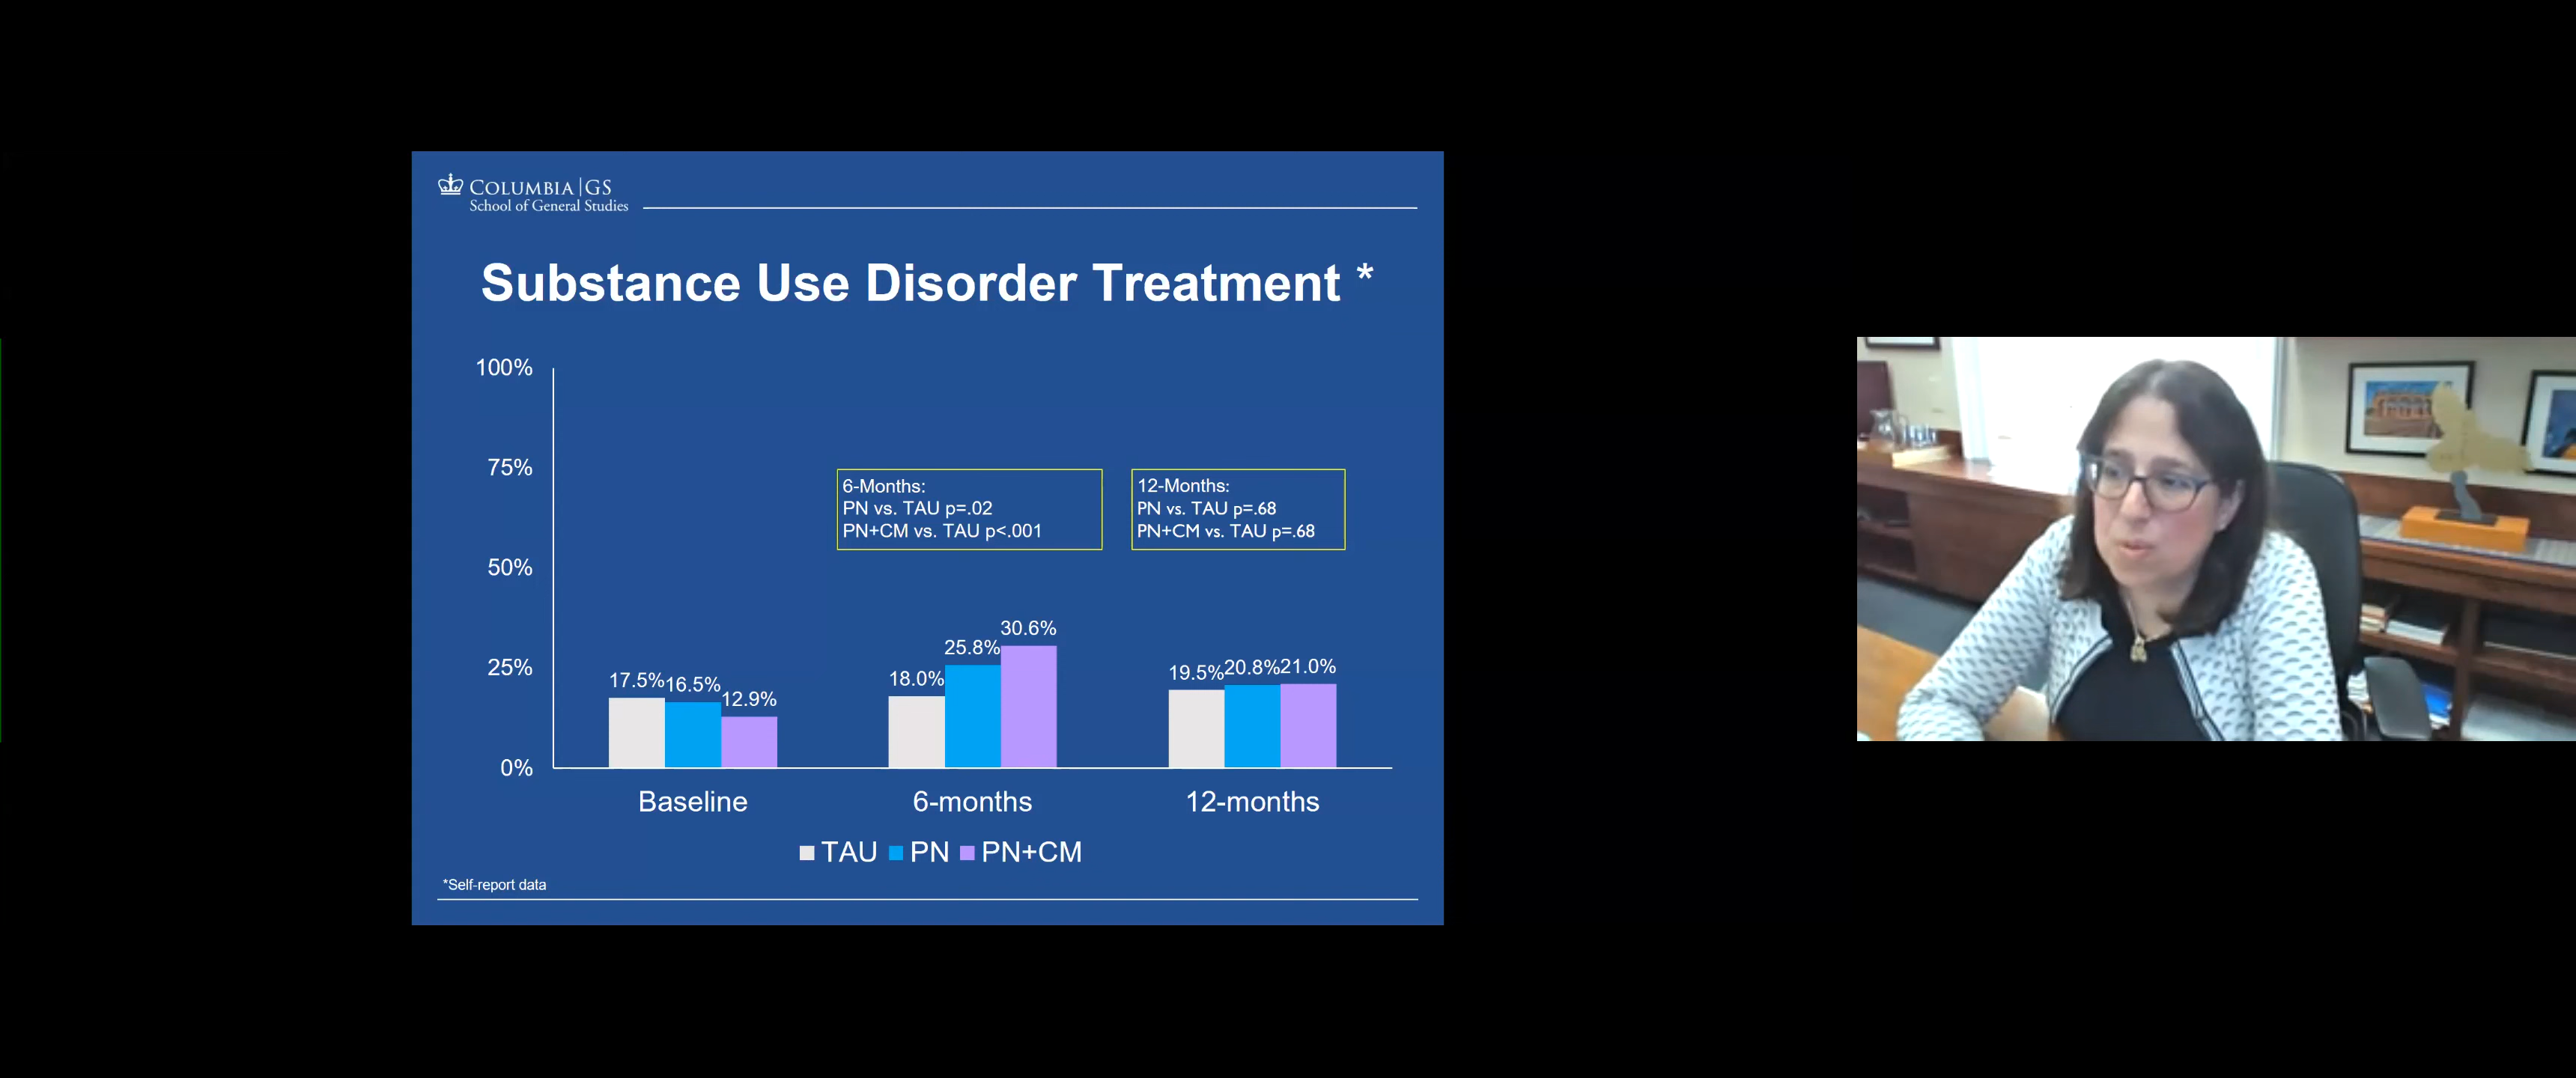 COLUMBIA|GS
School of General Studies
Substance Use Disorder Treatment *
100%
75%
50%
25%
0%
6-Months:
PN vs. TAU p=.02
PN+CM vs. TAU p<.001
12-Months:
PN vs. TAU p=.68
PN+CM vs. TAU p=.68
17.5% 16.5% 12.9%
18.0% 25.8% 30.6%
19.5% 20.8% 21.0%
Baseline 6-months 12-months
TAU PN PN+CM
*Self-report data